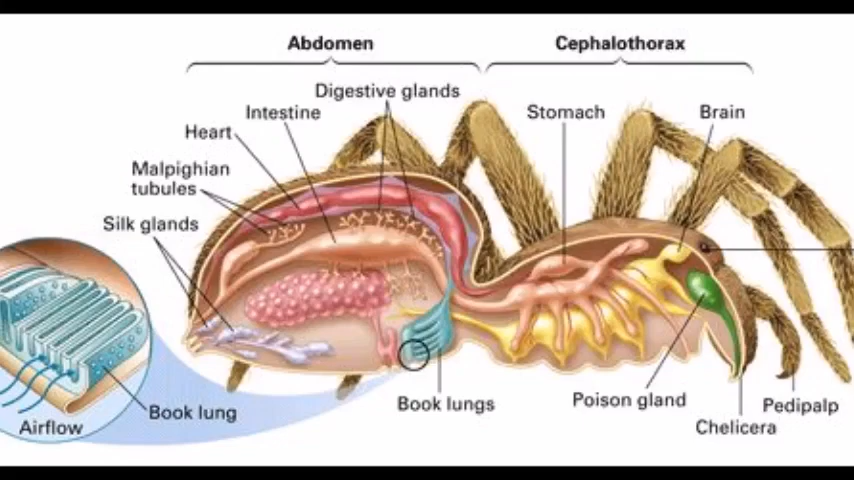 Abdomen
Cephalothorax
Digestive glands
Intestine
Stomach
Brain
Heart
Malpighian
tubules
Silk glands
Book lung
Airflow
Book lungs
Poison gland
Pedipalp
Chelicera